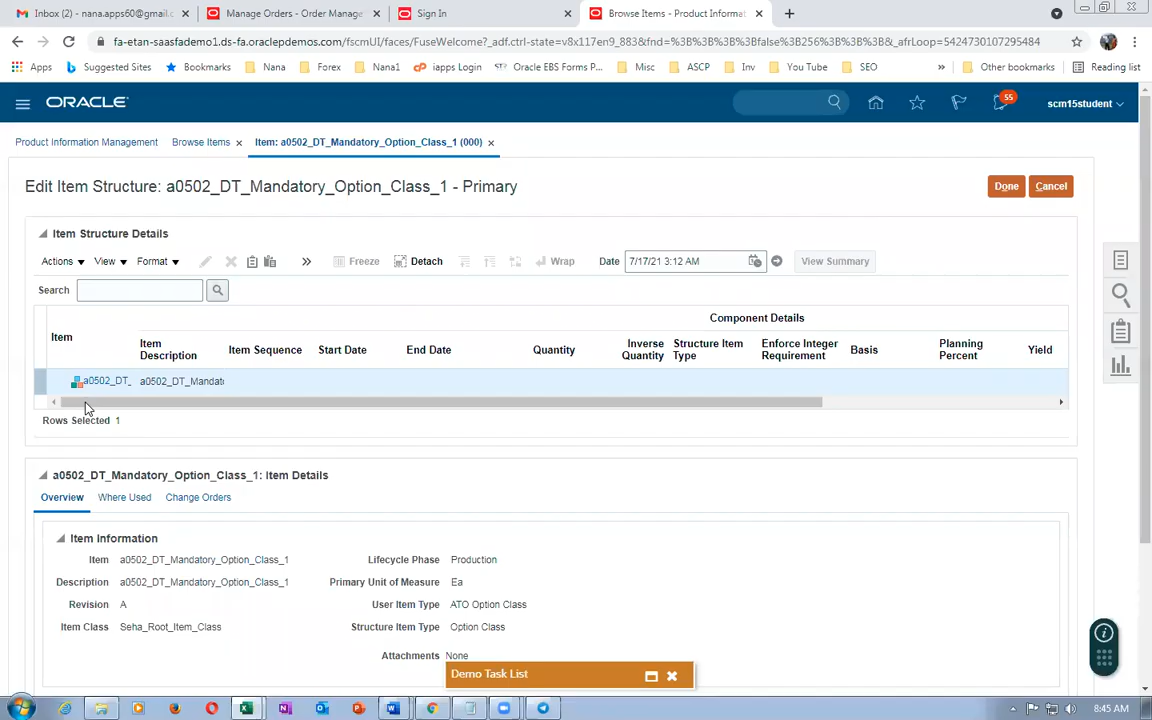 Inbox (2) - nana.apps60@gmail.c
Manage Orders - Order Manage
Sign In
Browse Items - Product Informat
fa-etan-saasfademo1.ds-fa.oraclepdemos.com/fscmUI/faces/FuseWelcome?_adf.ctrl-state=v8x117en9_883&fnd=%3B%3B%3B%3Bfalse%3B256%3B%3B%3B&_afrLoop=5424730107295484
Apps Suggested Sites Bookmarks Nana Forex Nana1 iapps Login Oracle EBS Forms P... Misc ASCP Inv You Tube SEO » Other bookmarks Reading list
ORACLE 55 scm15student
Product Information Management Browse Items Item: a0502_DT_Mandatory_Option_Class_1 (000)
Edit Item Structure: a0502_DT_Mandatory_Option_Class_1 - Primary
Done Cancel
Item Structure Details
Actions View Format » Freeze Detach Wrap Date 7/17/21 3:12 AM View Summary
Search
Component Details
Item
Item Description
Item Sequence
Start Date
End Date
Quantity
Inverse Quantity
Structure Item Type
Enforce Integer Requirement
Basis
Planning Percent
Yield
a0502_DT_ a0502_DT_Mandat
Rows Selected 1
a0502_DT_Mandatory_Option_Class_1: Item Details
Overview Where Used Change Orders
Item Information
Item a0502_DT_Mandatory_Option_Class_1 Lifecycle Phase Production
Description a0502_DT_Mandatory_Option_Class_1 Primary Unit of Measure Ea
Revision A User Item Type ATO Option Class
Item Class Seha_Root_Item_Class Structure Item Type Option Class
Attachments None
Demo Task List
8:45 AM